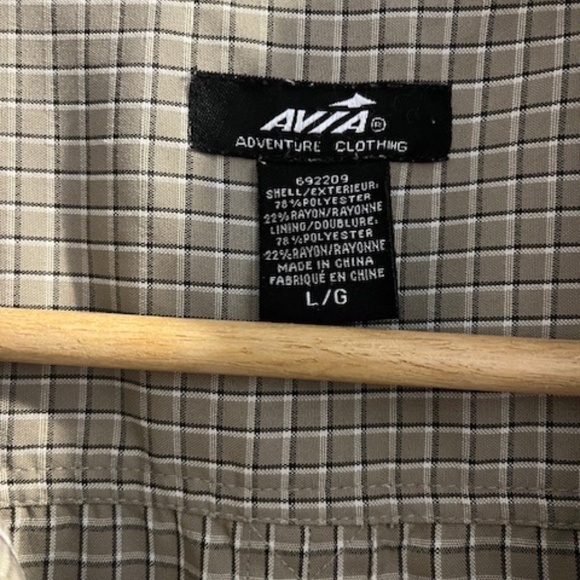 AVIA®
ADVENTURE CLOTHING
692209
SHELL/EXTERIEUR:
78%POLYESTER
22%RAYON/RAYONNE
LINING/DOUBLURE:
78%POLYESTER
22%RAYON/RAYONNE
MADE IN CHINA
FABRIQUÉ EN CHINE
L/G